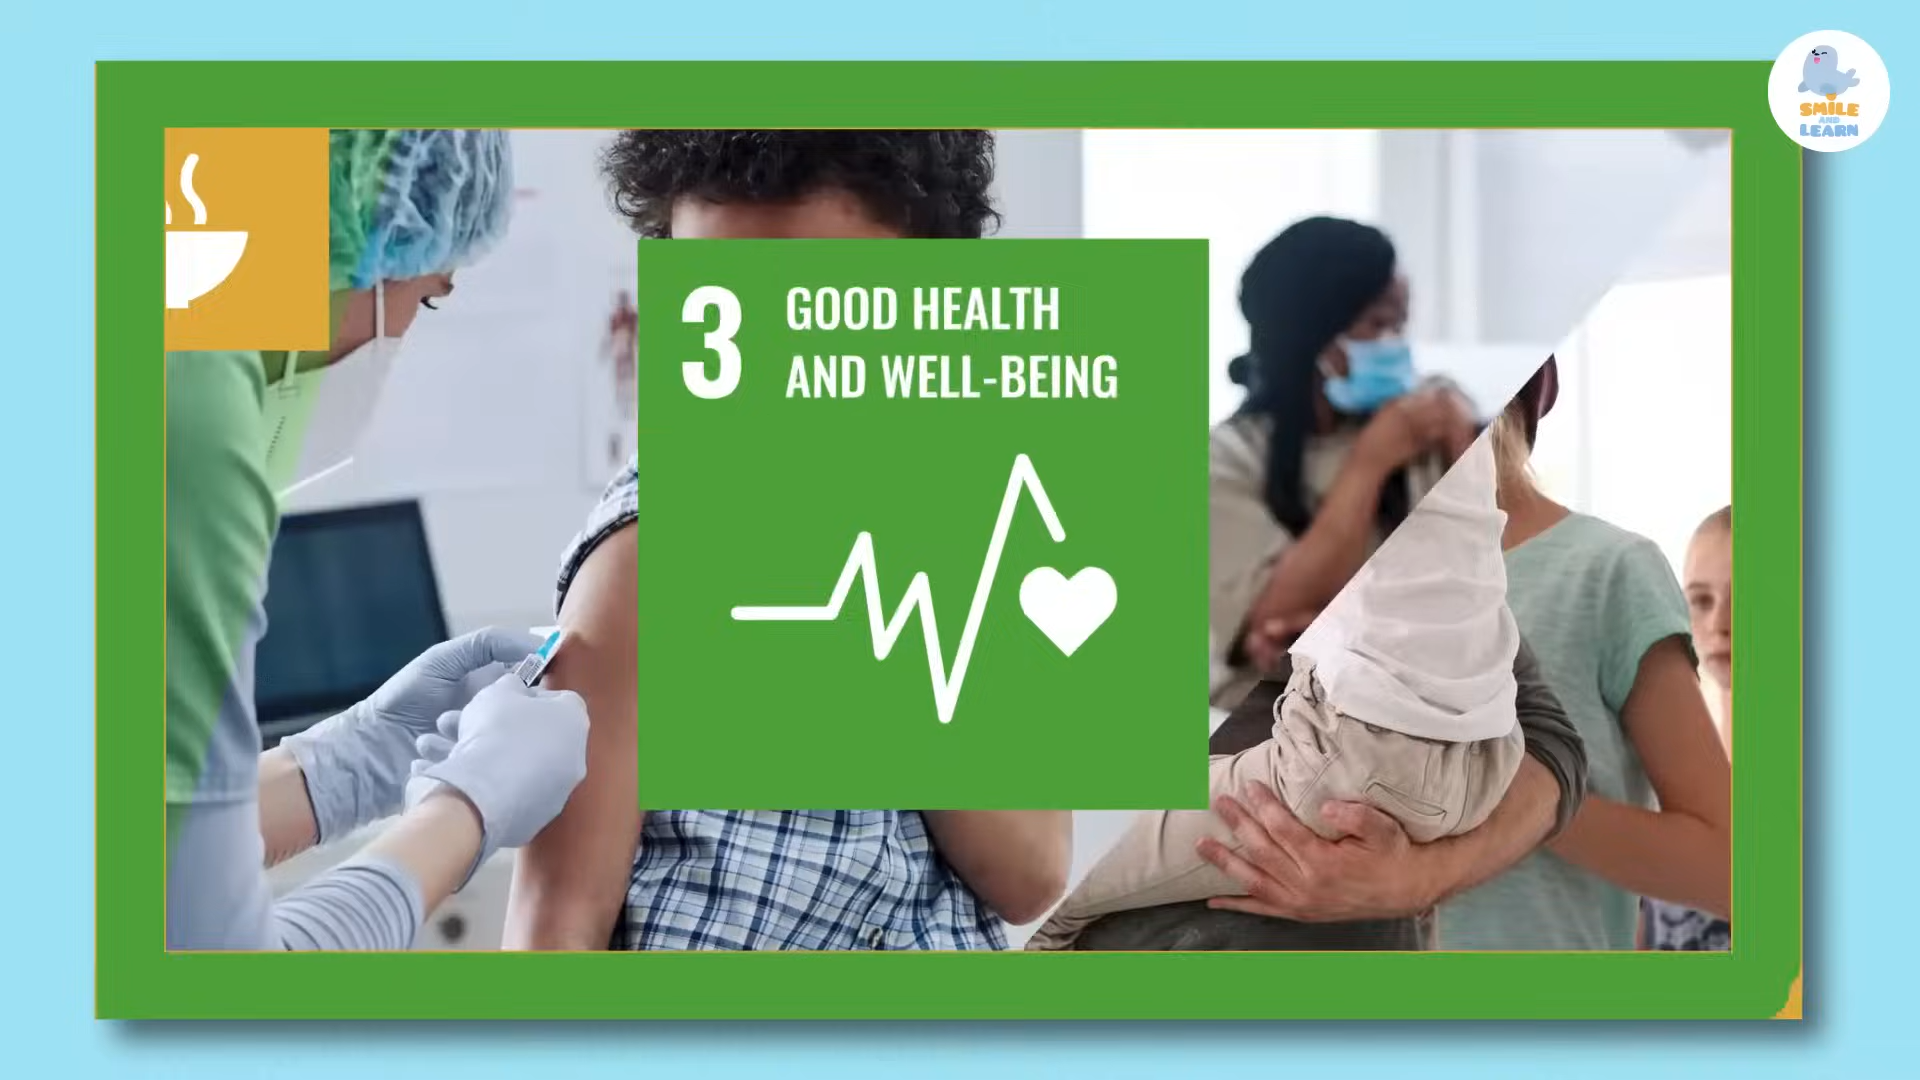 3
GOOD HEALTH
AND WELL-BEING
SMILE
AND
LEARN